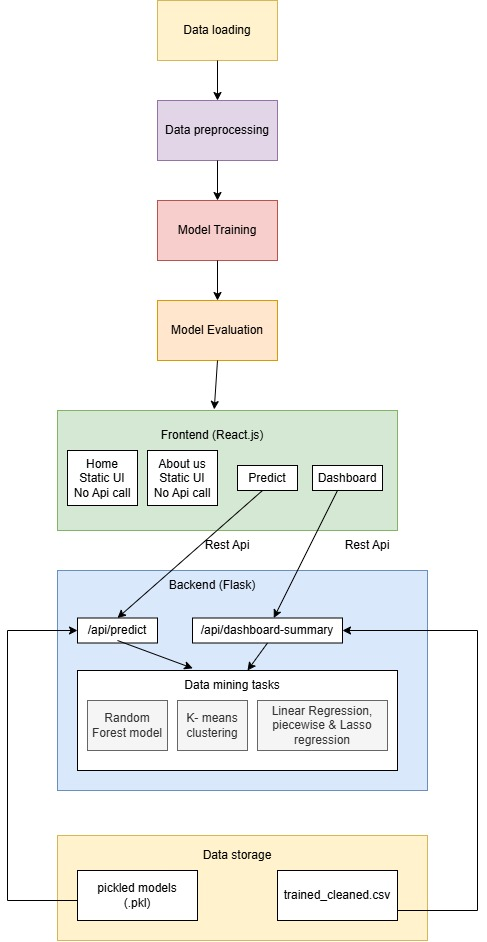 Data loading
Data preprocessing
Model Training
Model Evaluation
Frontend (React.js)
Home
Static UI
No Api call
About us
Static UI
No Api call
Predict
Dashboard
Rest Api
Rest Api
Backend (Flask)
/api/predict
/api/dashboard-summary
Data mining tasks
Random
Forest model
K- means
clustering
Linear Regression,
piecewise & Lasso
regression
Data storage
pickled models
(.pkl)
trained_cleaned.csv